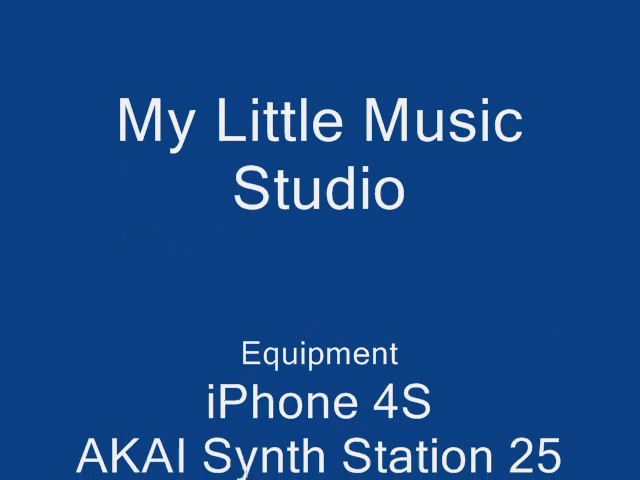 My Little Music
Studio
Equipment
iPhone 4S
AKAI Synth Station 25